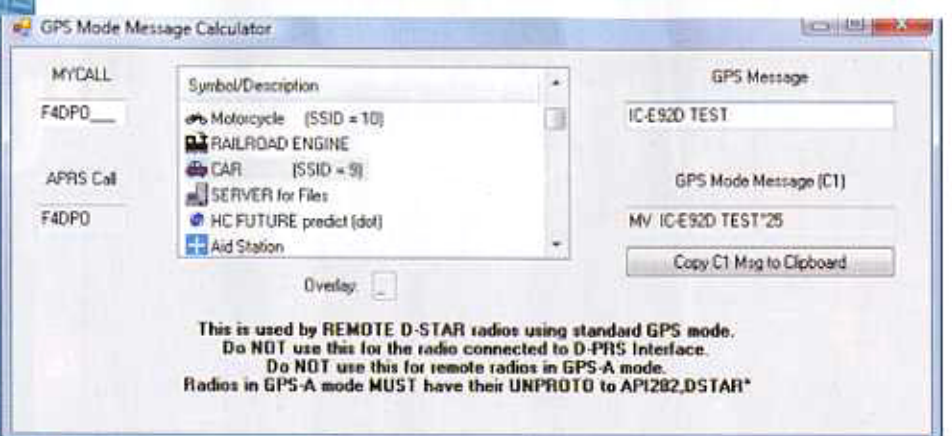 GPS Mode Message Calculator
MYCALL
F4DPO___
APRS Call
F4DPO
Symbol/Description
Motorcycle (SSID = 10)
RAILROAD ENGINE
CAR (SSID = 9)
SERVER for Files
HC FUTURE predict (dot)
Aid Station
Overlay: _
GPS Message
IC-E92D TEST
GPS Mode Message (C1)
MV IC-E92D TEST*25
Copy C1 Msg to Clipboard
This is used by REMOTE D-STAR radios using standard GPS mode.
Do NOT use this for the radio connected to D-PRS Interface.
Do NOT use this for remote radios in GPS-A mode.
Radios in GPS-A mode MUST have their UNPROTO to API282,DSTAR*